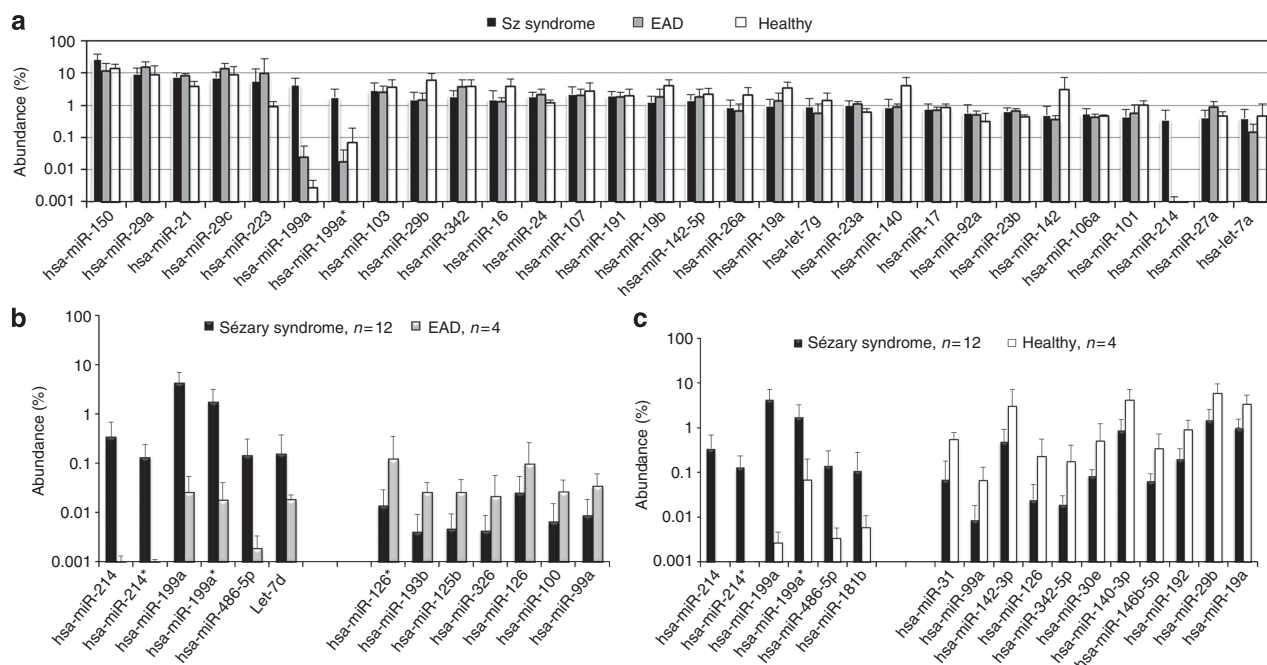 a
Sz syndrome EAD Healthy
Abundance (%)
100
10
1
0.1
0.01
0.001
hsa-miR-150
hsa-miR-29a
hsa-miR-21
hsa-miR-29c
hsa-miR-223
hsa-miR-199a
hsa-miR-199a*
hsa-miR-103
hsa-miR-29b
hsa-miR-342
hsa-miR-16
hsa-miR-24
hsa-miR-107
hsa-miR-191
hsa-miR-19b
hsa-miR-142-5p
hsa-miR-26a
hsa-miR-19a
hsa-let-7g
hsa-miR-23a
hsa-miR-140
hsa-miR-17
hsa-miR-92a
hsa-miR-23b
hsa-miR-142
hsa-miR-106a
hsa-miR-101
hsa-miR-214
hsa-miR-27a
hsa-let-7a
b
Sézary syndrome, n=12 EAD, n=4
Abundance (%)
100
10
1
0.1
0.01
0.001
hsa-miR-214
hsa-miR-214*
hsa-miR-199a
hsa-miR-199a*
hsa-miR-486-5p
Let-7d
hsa-miR-126*
hsa-miR-193b
hsa-miR-125b
hsa-miR-326
hsa-miR-126
hsa-miR-100
hsa-miR-99a
c
Sézary syndrome, n=12 Healthy, n=4
Abundance (%)
100
10
1
0.1
0.01
0.001
hsa-miR-214
hsa-miR-214*
hsa-miR-199a
hsa-miR-199a*
hsa-miR-486-5p
hsa-miR-181b
hsa-miR-31
hsa-miR-99a
hsa-miR-142-3p
hsa-miR-126
hsa-miR-342-5p
hsa-miR-30e
hsa-miR-140-3p
hsa-miR-146b-5p
hsa-miR-192
hsa-miR-29b
hsa-miR-19a